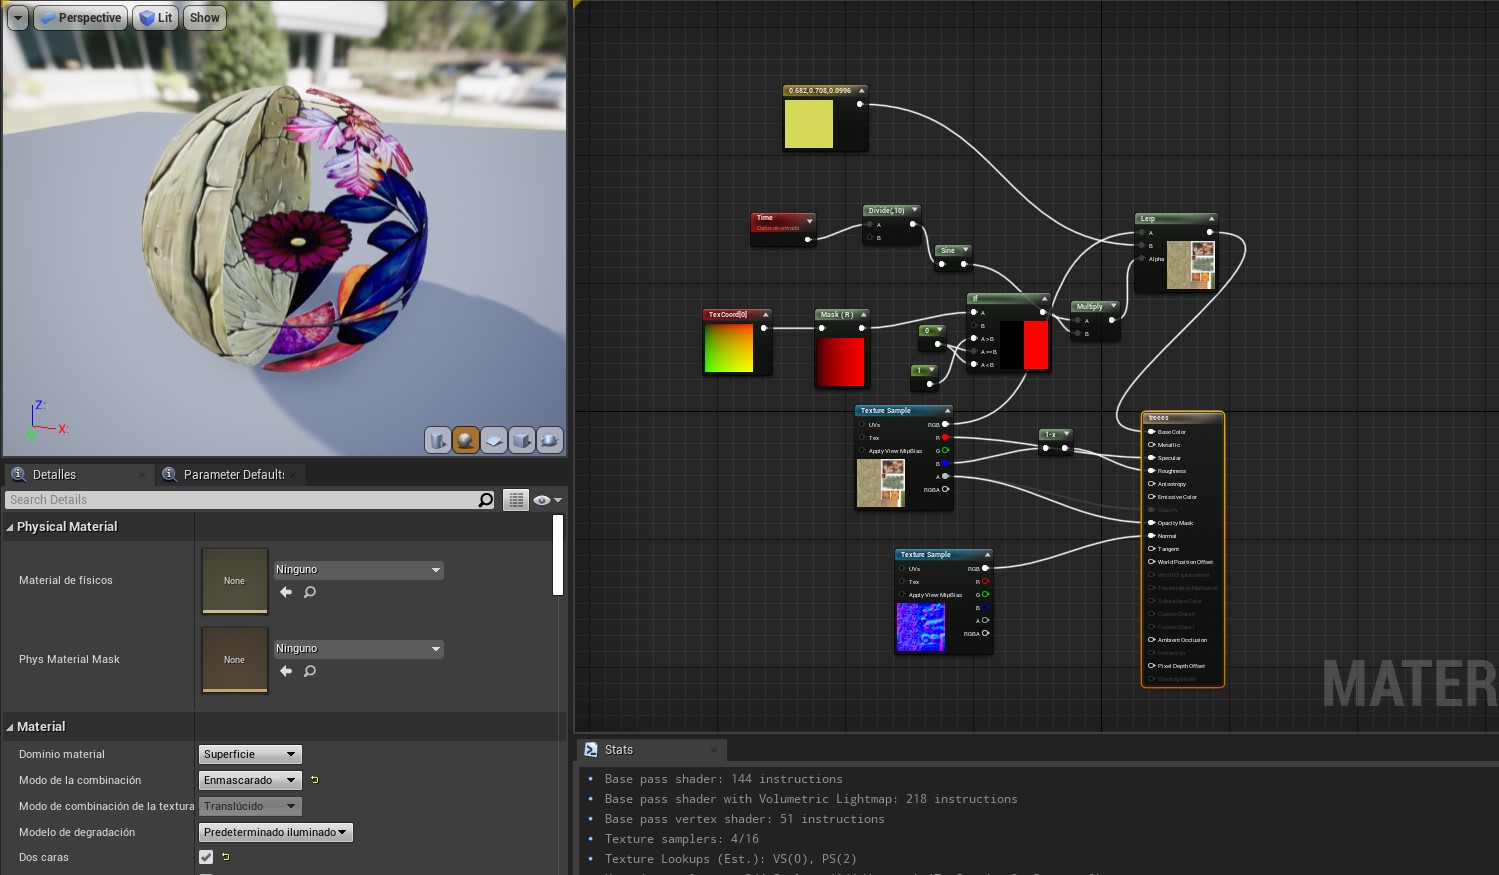 Perspective
Lit
Show
Z:
X:
Detalles
Parameter Default
Search Details
Physical Material
Material de físicos
None
Ninguno
Phys Material Mask
None
Ninguno
Material
Dominio material
Superficie
Modo de la combinación
Enmascarado
Modo de combinación de la textura
Translúcido
Modelo de degradación
Predeterminado iluminado
Dos caras
0.682,0.708,0.0996
Time
Datos de entrada
Divide(,10)
A
B
Sine
Lerp
A
B
Alpha
TexCoord[0]
Mask ( R )
0
1
If
A
B
A > B
A == B
A < B
Multiply
A
B
Texture Sample
UVs
RGB
Tex
R
Apply View MipBias
G
B
A
RGBA
1-x
Texture Sample
UVs
RGB
Tex
R
Apply View MipBias
G
B
A
RGBA
treees
Base Color
Metallic
Specular
Roughness
Anisotropy
Emissive Color
Opacity
Opacity Mask
Normal
Tangent
World Position Offset
World Displacement
Tessellation Multiplier
Subsurface Color
Custom Data 0
Custom Data 1
Ambient Occlusion
Refraction
Pixel Depth Offset
Shading Model
MATER
Stats
Base pass shader: 144 instructions
Base pass shader with Volumetric Lightmap: 218 instructions
Base pass vertex shader: 51 instructions
Texture samplers: 4/16
Texture Lookups (Est.): VS(0), PS(2)